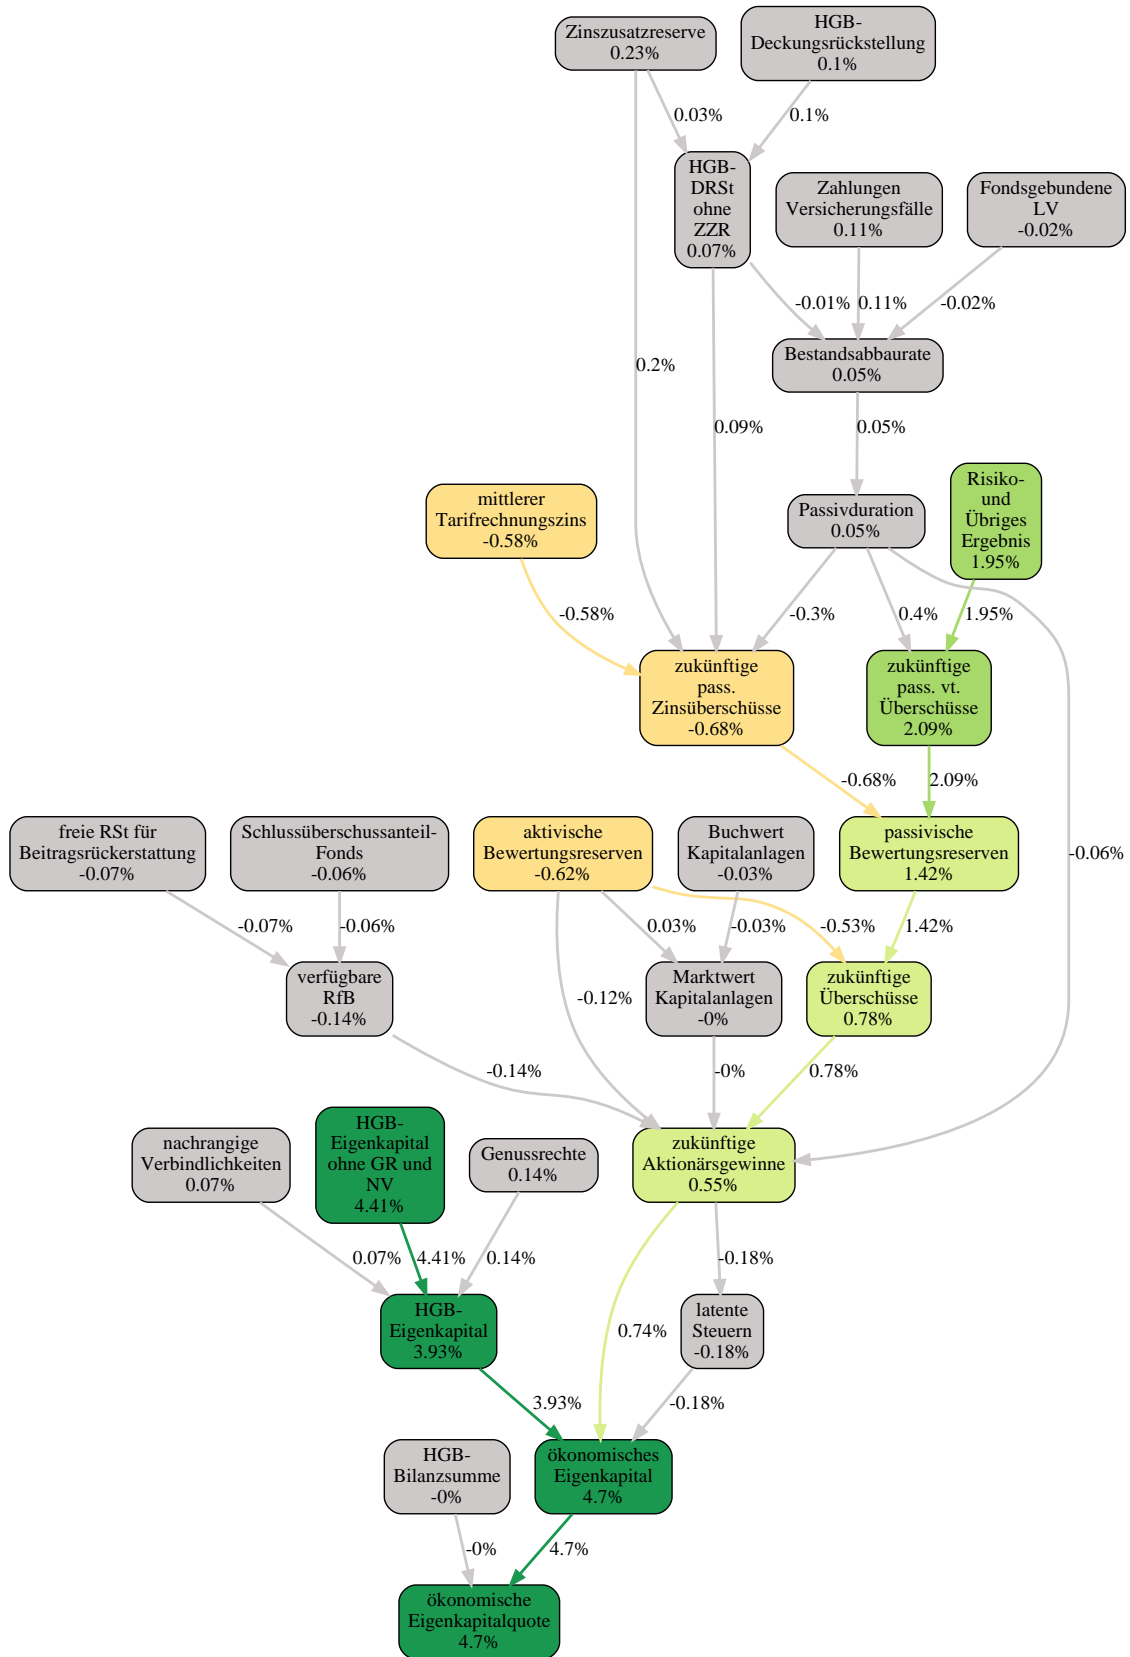 Zinszusatzreserve
0.23%
HGB-
Deckungsrückstellung
0.1%
0.03%
0.1%
HGB-
DRSt
ohne
ZZR
0.07%
Zahlungen
Versicherungsfälle
0.11%
Fondsgebundene
LV
-0.02%
-0.01%
0.11%
-0.02%
0.2%
Bestandsabbaurate
0.05%
0.09%
0.05%
mittlerer
Tarifrechnungszins
-0.58%
Passivduration
0.05%
Risiko-
und
Übriges
Ergebnis
1.95%
-0.58%
-0.3%
0.4%
1.95%
zukünftige
pass.
Zinsüberschüsse
-0.68%
zukünftige
pass. vt.
Überschüsse
2.09%
-0.68%
2.09%
freie RSt für
Beitragsrückerstattung
-0.07%
Schlussüberschussanteil-
Fonds
-0.06%
aktivische
Bewertungsreserven
-0.62%
Buchwert
Kapitalanlagen
-0.03%
passivische
Bewertungsreserven
1.42%
-0.06%
-0.07%
-0.06%
0.03%
-0.03%
-0.53%
1.42%
verfügbare
RfB
-0.14%
-0.12%
Marktwert
Kapitalanlagen
-0%
zukünftige
Überschüsse
0.78%
-0.14%
-0%
0.78%
nachrangige
Verbindlichkeiten
0.07%
HGB-
Eigenkapital
ohne GR und
NV
4.41%
Genussrechte
0.14%
zukünftige
Aktionärsgewinne
0.55%
0.07%
4.41%
0.14%
-0.18%
HGB-
Eigenkapital
3.93%
0.74%
latente
Steuern
-0.18%
3.93%
-0.18%
HGB-
Bilanzsumme
-0%
ökonomisches
Eigenkapital
4.7%
-0%
4.7%
ökonomische
Eigenkapitalquote
4.7%